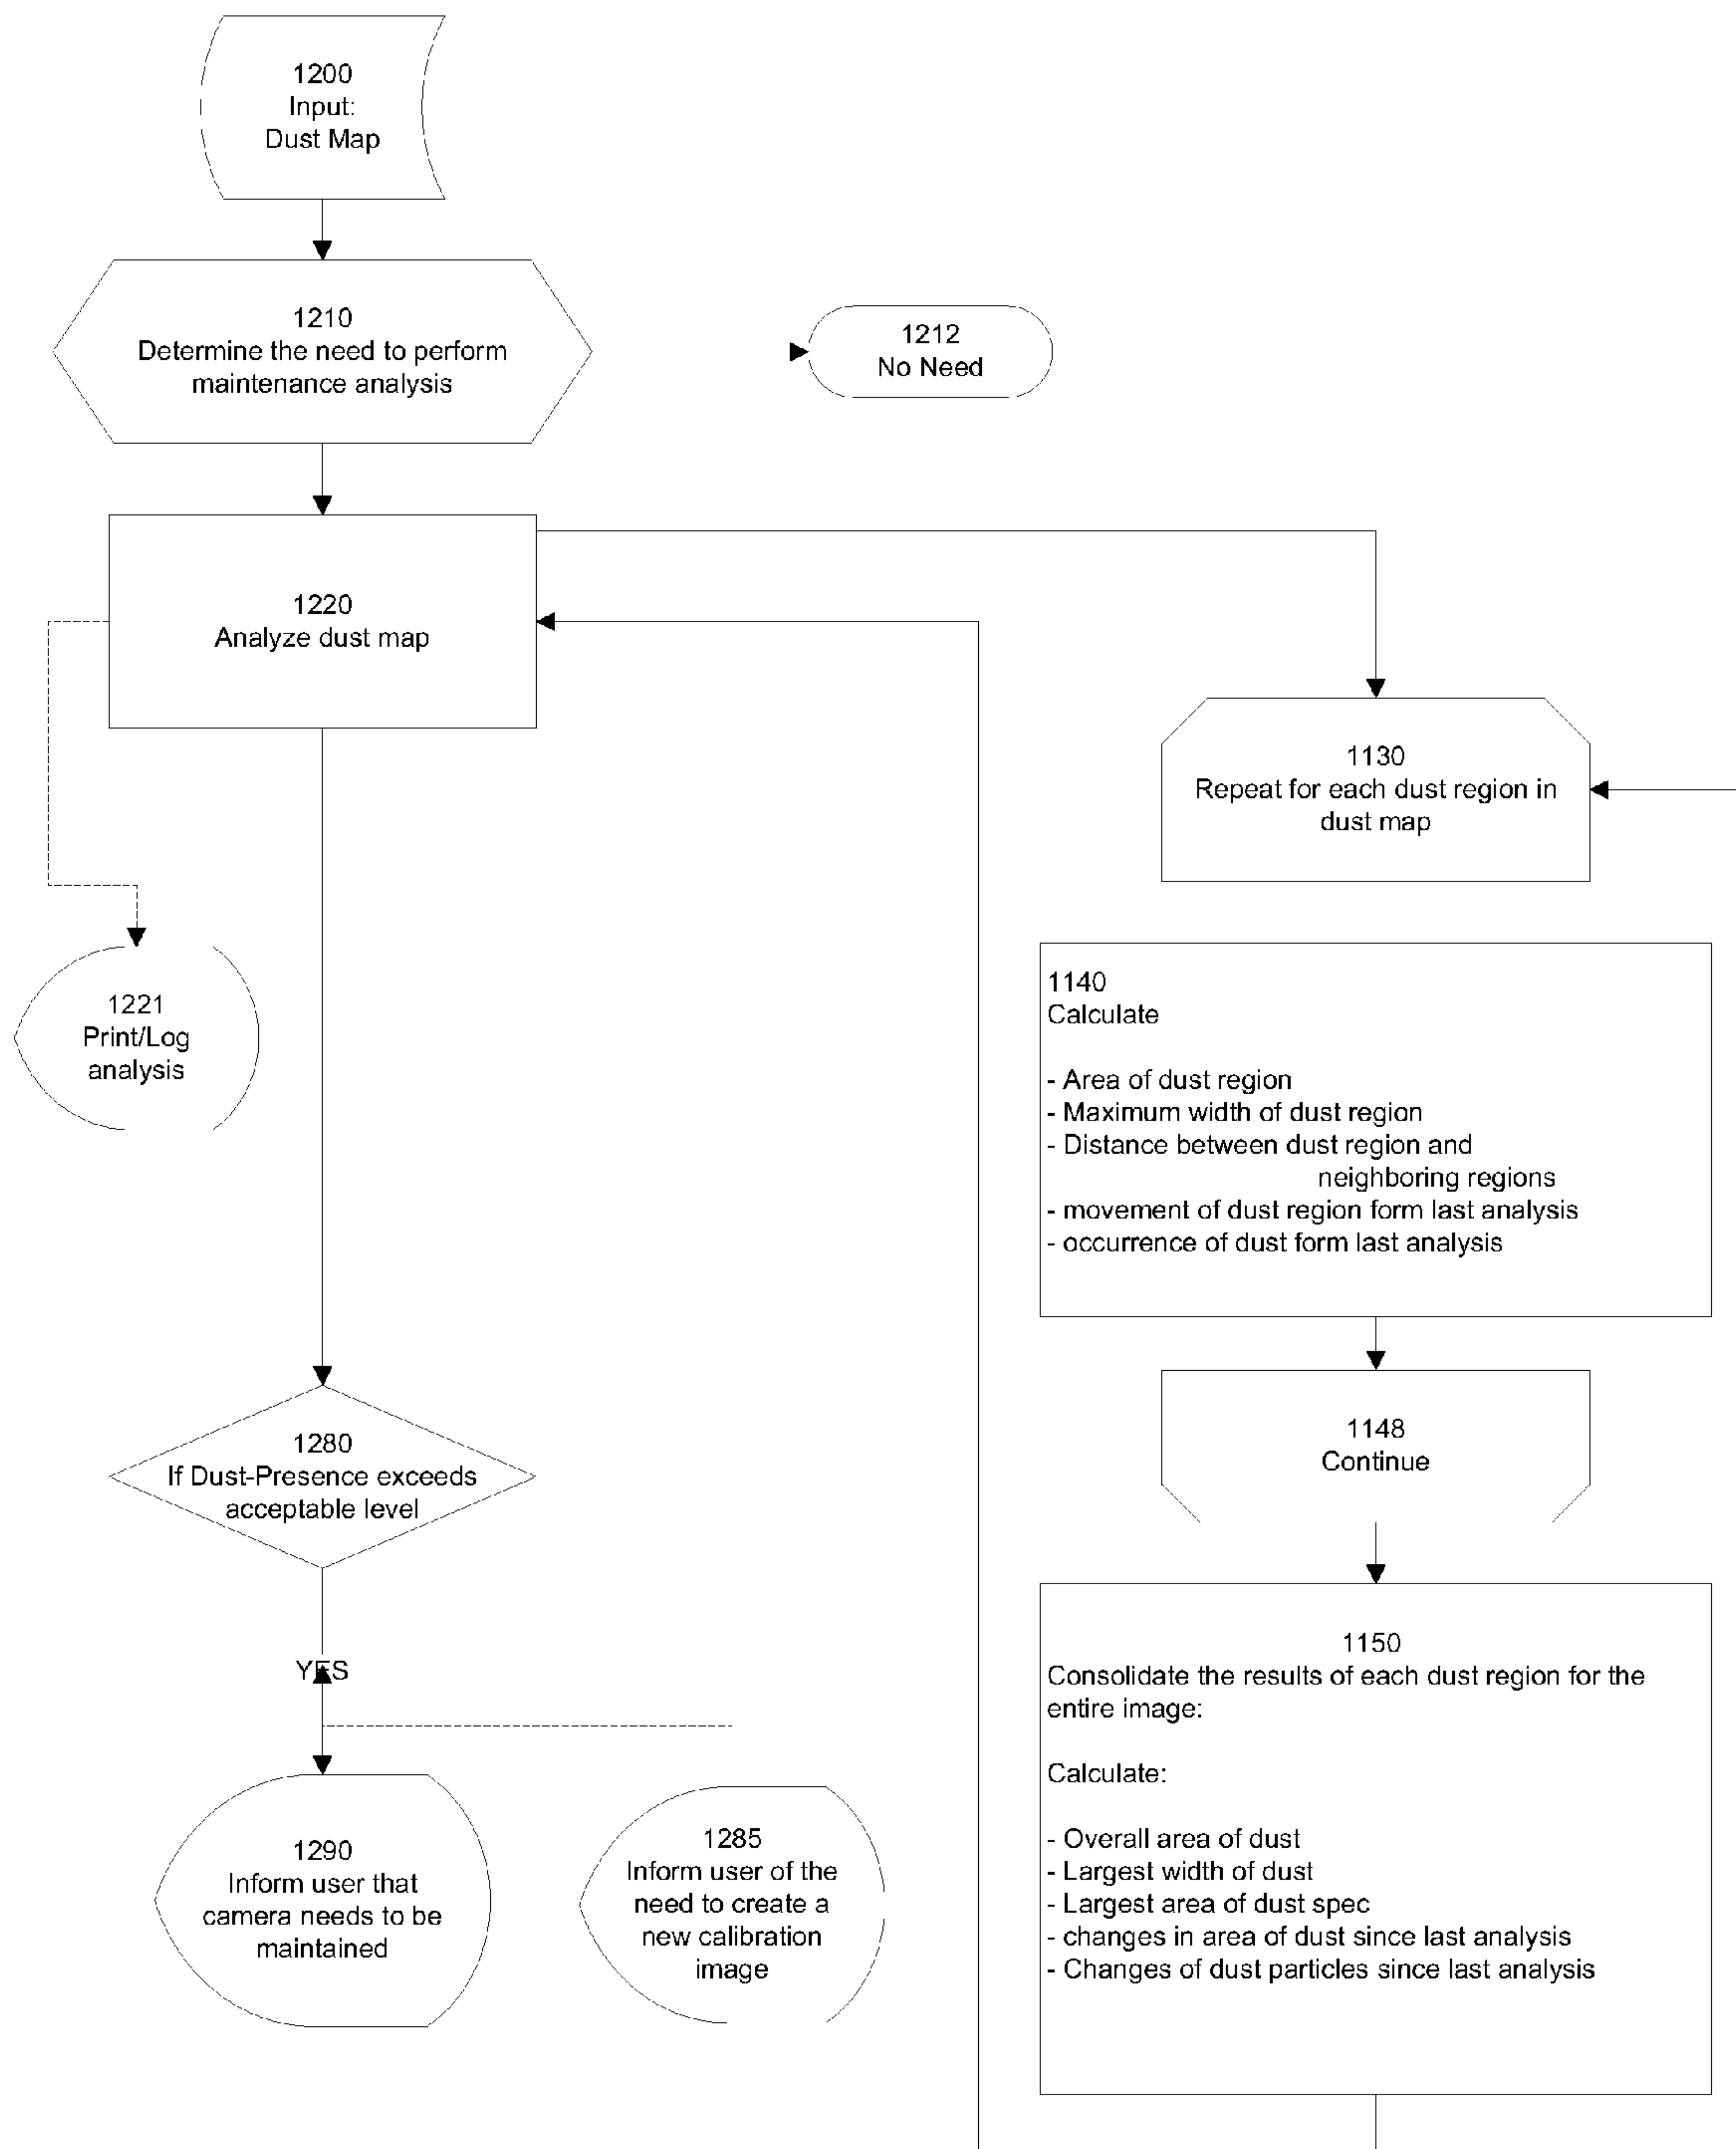 1200
Input:
Dust Map
1210
Determine the need to perform
maintenance analysis
1212
No Need
1220
Analyze dust map
1130
Repeat for each dust region in
dust map
1221
Print/Log
analysis
1140
Calculate
- Area of dust region
- Maximum width of dust region
- Distance between dust region and
neighboring regions
- movement of dust region form last analysis
- occurrence of dust form last analysis
1280
If Dust-Presence exceeds
acceptable level
1148
Continue
YES
1150
Consolidate the results of each dust region for the
entire image:
Calculate:
- Overall area of dust
- Largest width of dust
- Largest area of dust spec
- changes in area of dust since last analysis
- Changes of dust particles since last analysis
1290
Inform user that
camera needs to be
maintained
1285
Inform user of the
need to create a
new calibration
image